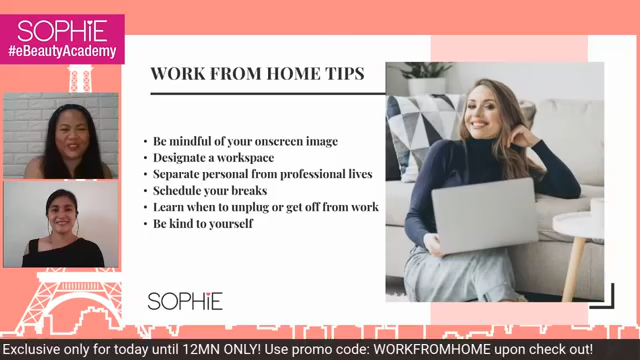 SOPHIE
#eBeautyAcademy
WORK FROM HOME TIPS
• Be mindful of your onscreen image
• Designate a workspace
• Separate personal from professional lives
• Schedule your breaks
• Learn when to unplug or get off from work
• Be kind to yourself
SOPHIE
Exclusive only for today until 12MN ONLY! Use promo code: WORKFROMHOME upon check out!